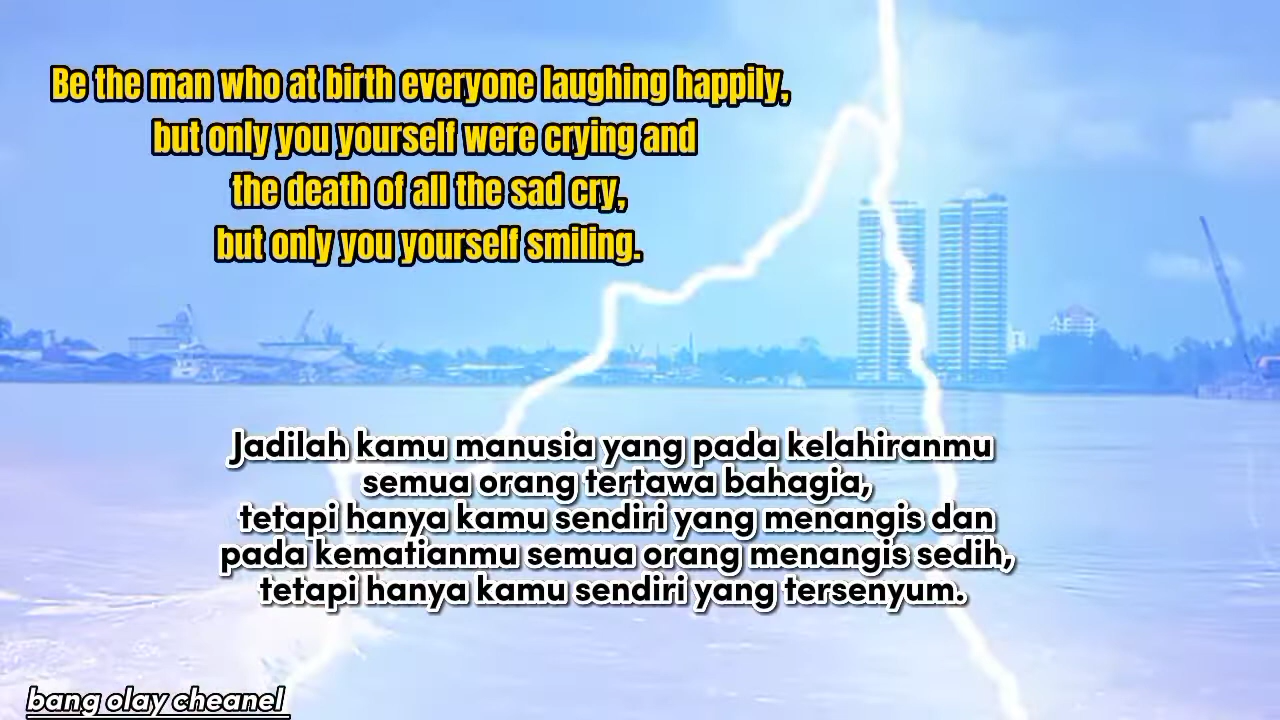 Be the man who at birth everyone laughing happily,
but only you yourself were crying and
the death of all the sad cry,
but only you yourself smiling.
Jadilah kamu manusia yang pada kelahiranmu
semua orang tertawa bahagia,
tetapi hanya kamu sendiri yang menangis dan
pada kematianmu semua orang menangis sedih,
tetapi hanya kamu sendiri yang tersenyum.
bang olay cheanel